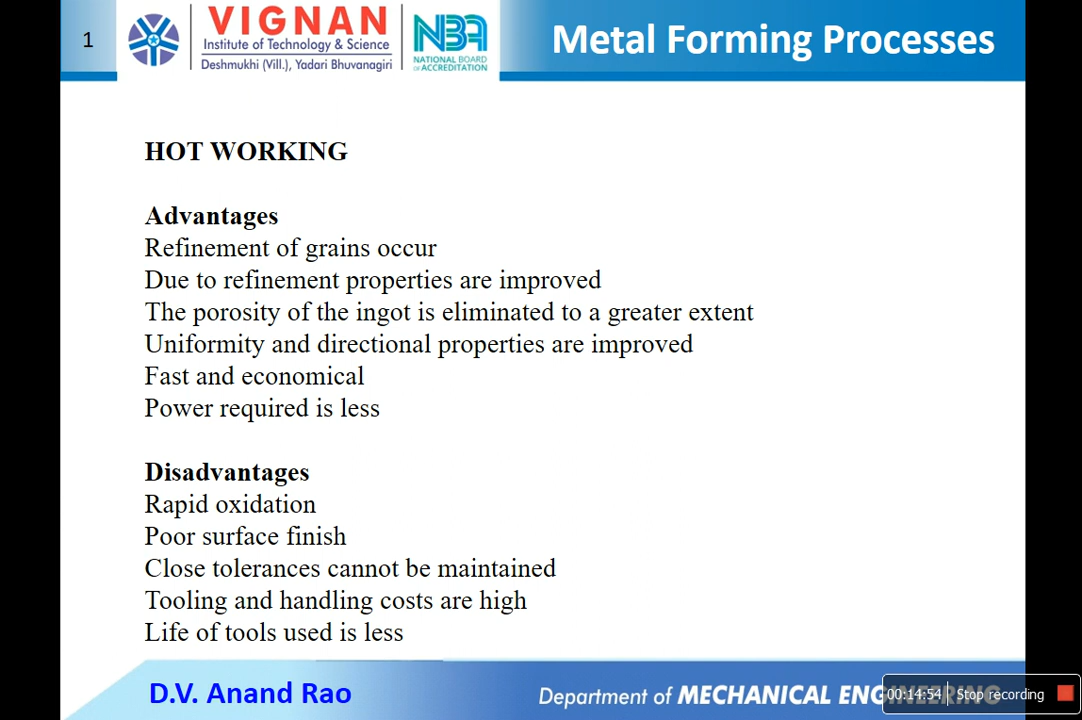 1
VIGNAN
Institute of Technology & Science
Deshmukhi (Vill.), Yadari Bhuvanagiri
NBA
NATIONAL BOARD
OF ACCREDITATION
Metal Forming Processes
HOT WORKING
Advantages
Refinement of grains occur
Due to refinement properties are improved
The porosity of the ingot is eliminated to a greater extent
Uniformity and directional properties are improved
Fast and economical
Power required is less
Disadvantages
Rapid oxidation
Poor surface finish
Close tolerances cannot be maintained
Tooling and handling costs are high
Life of tools used is less
D.V. Anand Rao
Department of MECHANICAL ENGINEERING
00:14:54 Stop recording